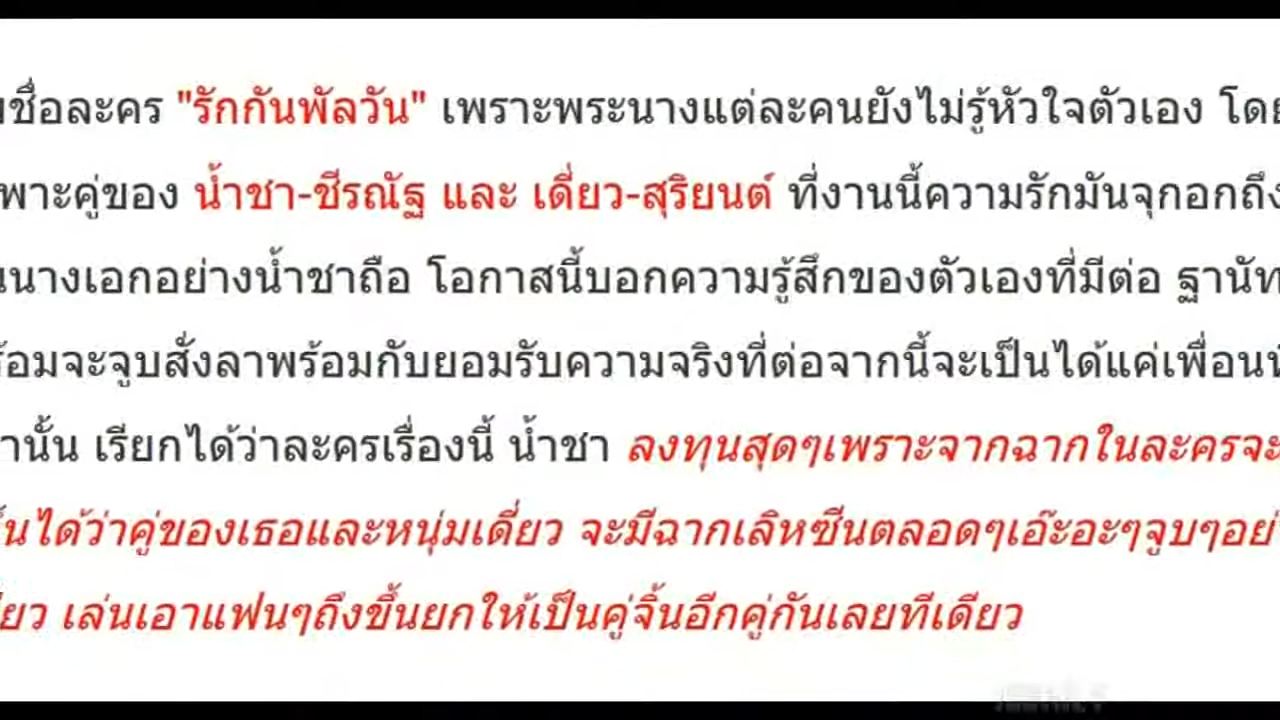 ชื่อละคร "รักกันพัลวัน" เพราะพระนางแต่ละคนยังไม่รู้หัวใจตัวเอง โดย
พาะคู่ของ น้ำชา-ชีรณัฐ และ เดี่ยว-สุริยนต์ ที่งานนี้ความรักมันจุกอกถึง
นางเอกอย่างน้ำชาถือ โอกาสนี้บอกความรู้สึกของตัวเองที่มีต่อ ฐานัท
ร้อมจะจูบสั่งลาพร้อมกับยอมรับความจริงที่ต่อจากนี้จะเป็นได้แค่เพื่อน
านั้น เรียกได้ว่าละครเรื่องนี้ น้ำชา ลงทุนสุดๆเพราะจากฉากในละครจะ
นได้ว่าคู่ของเธอและหนุ่มเดี่ยว จะมีฉากเลิฟซีนตลอดๆเอ๊ะอะๆจูบๆอย่
ยว เล่นเอาแฟนๆถึงขึ้นยกให้เป็นคู่จิ้นอีกคู่กันเลยทีเดียว